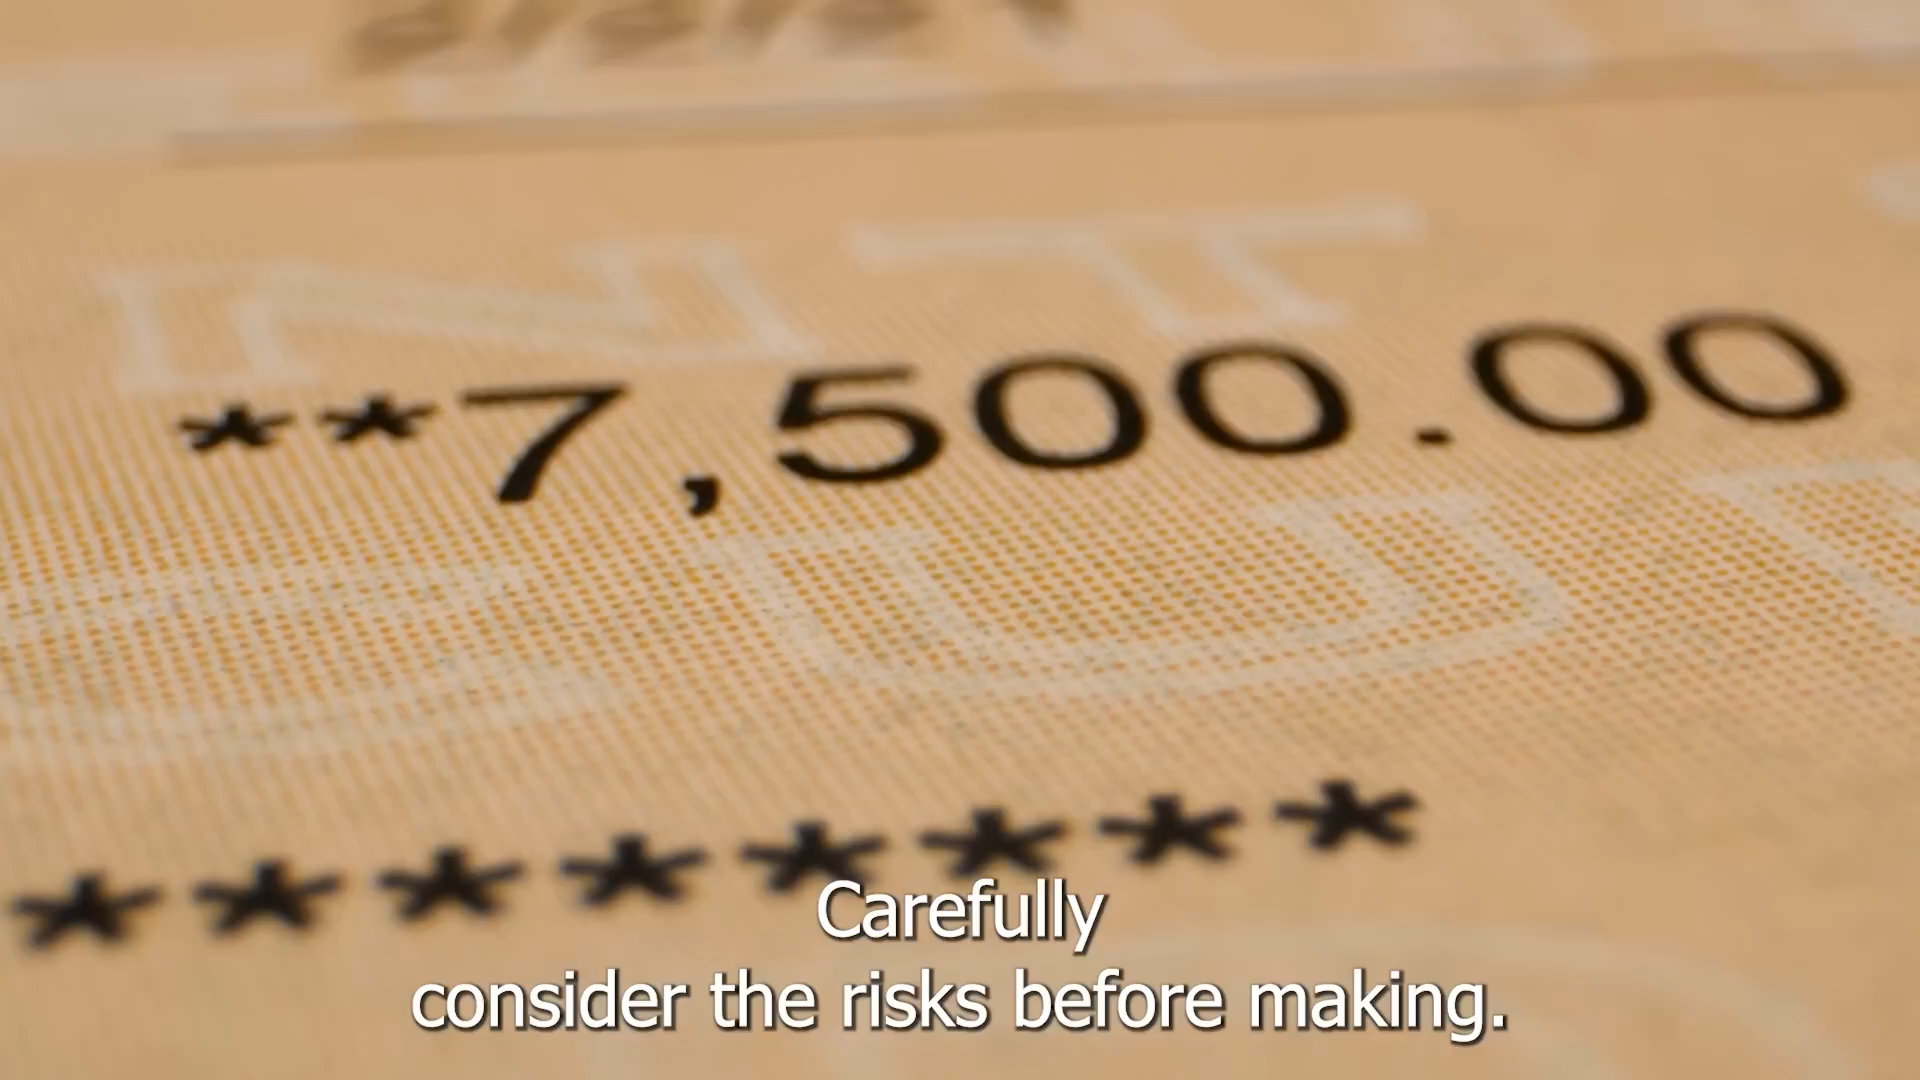 **7,500.00
********
Carefully
consider the risks before making.